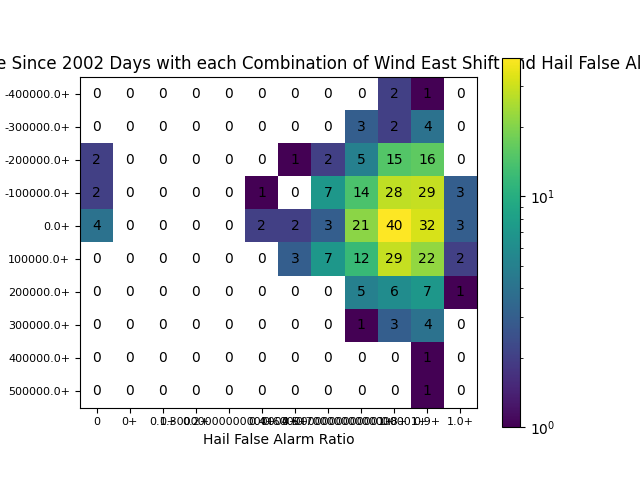 e Since 2002 Days with each Combination of Wind East Shift nd Hail False Al
-400000.0+ 0 0 0 0 0 0 0 0 0 2 1 0
-300000.0+ 0 0 0 0 0 0 0 0 3 2 4 0
-200000.0+ 2 0 0 0 0 0 1 2 5 15 16 0
-100000.0+ 2 0 0 0 0 1 0 7 14 28 29 3
0.0+ 4 0 0 0 0 2 2 3 21 40 32 3
100000.0+ 0 0 0 0 0 0 3 7 12 29 22 2
200000.0+ 0 0 0 0 0 0 0 0 5 6 7 1
300000.0+ 0 0 0 0 0 0 0 0 1 3 4 0
400000.0+ 0 0 0 0 0 0 0 0 0 0 1 0
500000.0+ 0 0 0 0 0 0 0 0 0 0 1 0
0 0+ 1.0+
Hail False Alarm Ratio
10¹
10⁰